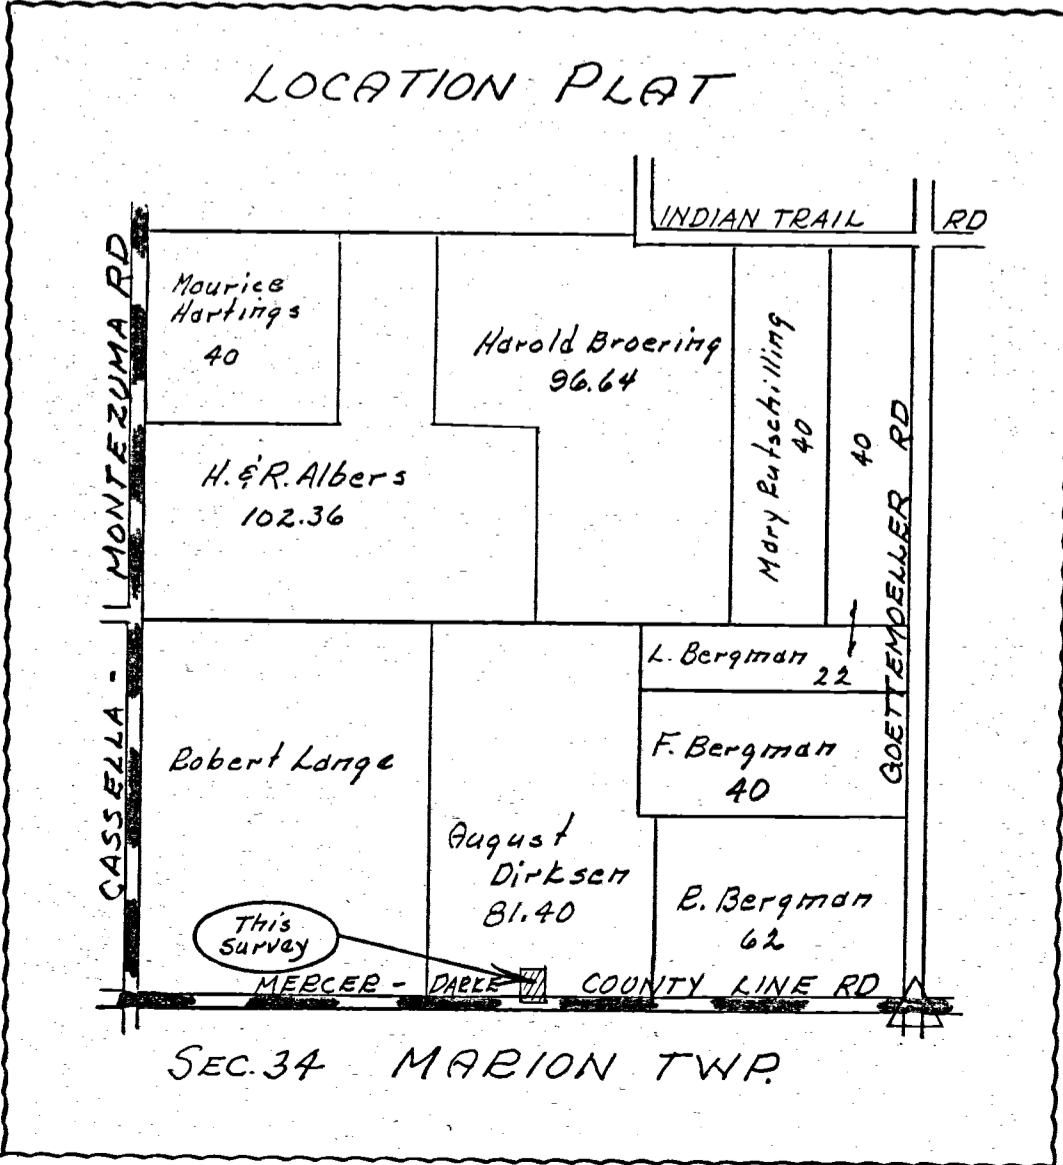 LOCATION PLAT
INDIAN TRAIL RD
CASSELLA - MONTEZUMA RD
Maurice
Hartings
40
Harold Broering
96.64
Mary Rutschilling
40
40
GOETTEMOELLER RD
H. & R. Albers
102.36
L. Bergman 22
Robert Lange
F. Bergman
40
August
Dirksen
81.40
R. Bergman
62
This
Survey
MERCER - DARKE COUNTY LINE RD
SEC. 34 MARION TWP.